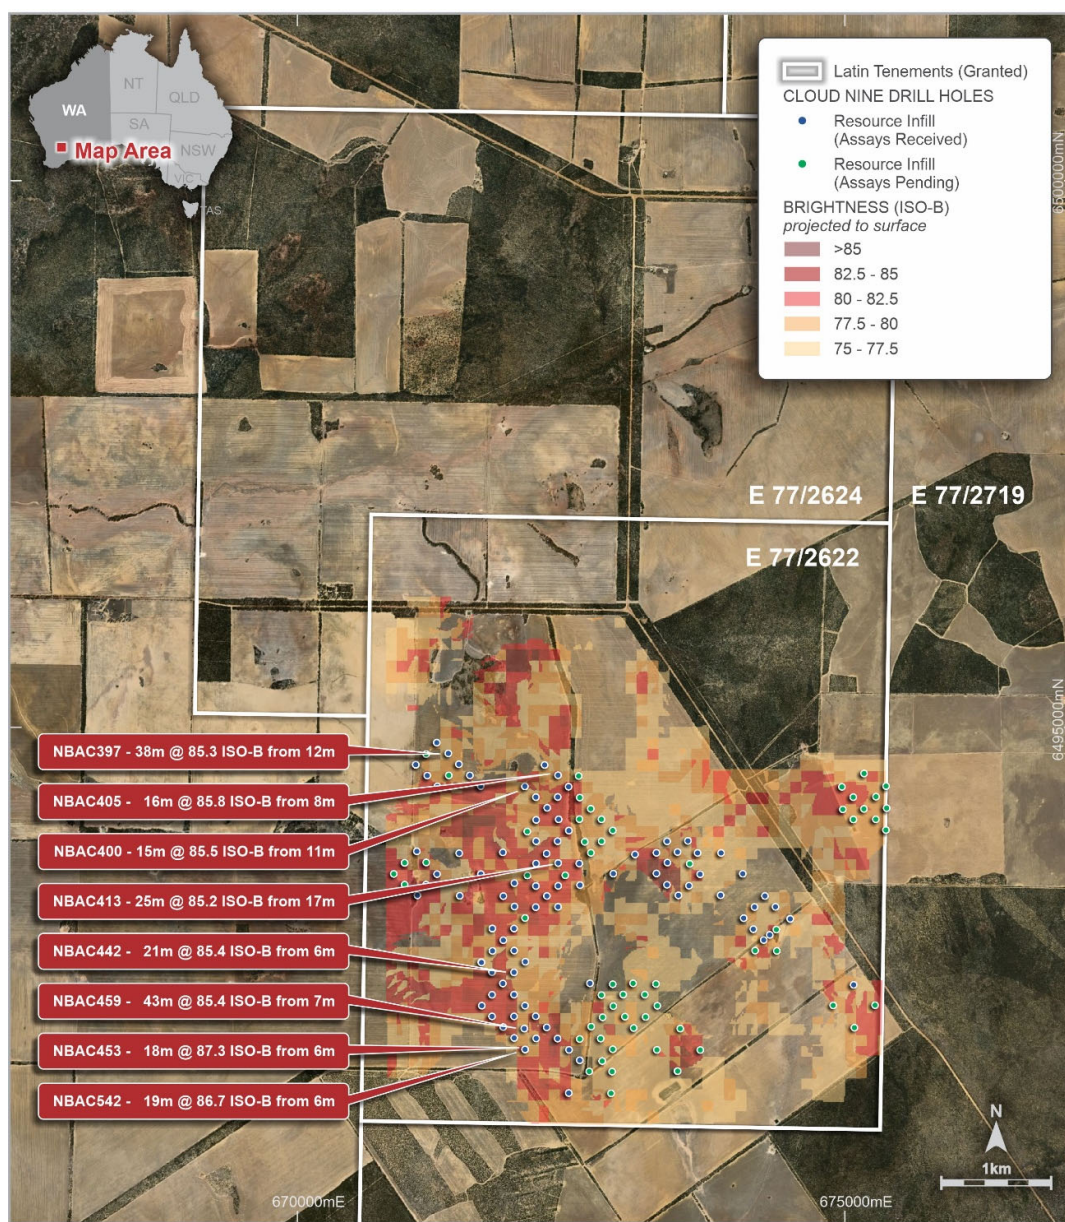 NT
WA
QLD
SA
NSW
VIC
TAS
Map Area
Latin Tenements (Granted)
CLOUD NINE DRILL HOLES
Resource Infill
(Assays Received)
Resource Infill
(Assays Pending)
BRIGHTNESS (ISO-B)
projected to surface
>85
82.5 - 85
80 - 82.5
77.5 - 80
75 - 77.5
6500000mN
E 77/2624
E 77/2719
E 77/2622
6495000mN
NBAC397 - 38m @ 85.3 ISO-B from 12m
NBAC405 - 16m @ 85.8 ISO-B from 8m
NBAC400 - 15m @ 85.5 ISO-B from 11m
NBAC413 - 25m @ 85.2 ISO-B from 17m
NBAC442 - 21m @ 85.4 ISO-B from 6m
NBAC459 - 43m @ 85.4 ISO-B from 7m
NBAC453 - 18m @ 87.3 ISO-B from 6m
NBAC542 - 19m @ 86.7 ISO-B from 6m
N
1km
670000mE
675000mE